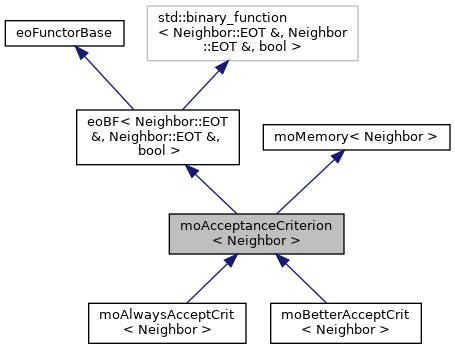 eoFunctorBase
std::binary_function
< Neighbor::EOT &, Neighbor
::EOT &, bool >
eoBF< Neighbor::EOT
&, Neighbor::EOT &,
bool >
moMemory< Neighbor >
moAcceptanceCriterion
< Neighbor >
moAlwaysAcceptCrit
< Neighbor >
moBetterAcceptCrit
< Neighbor >